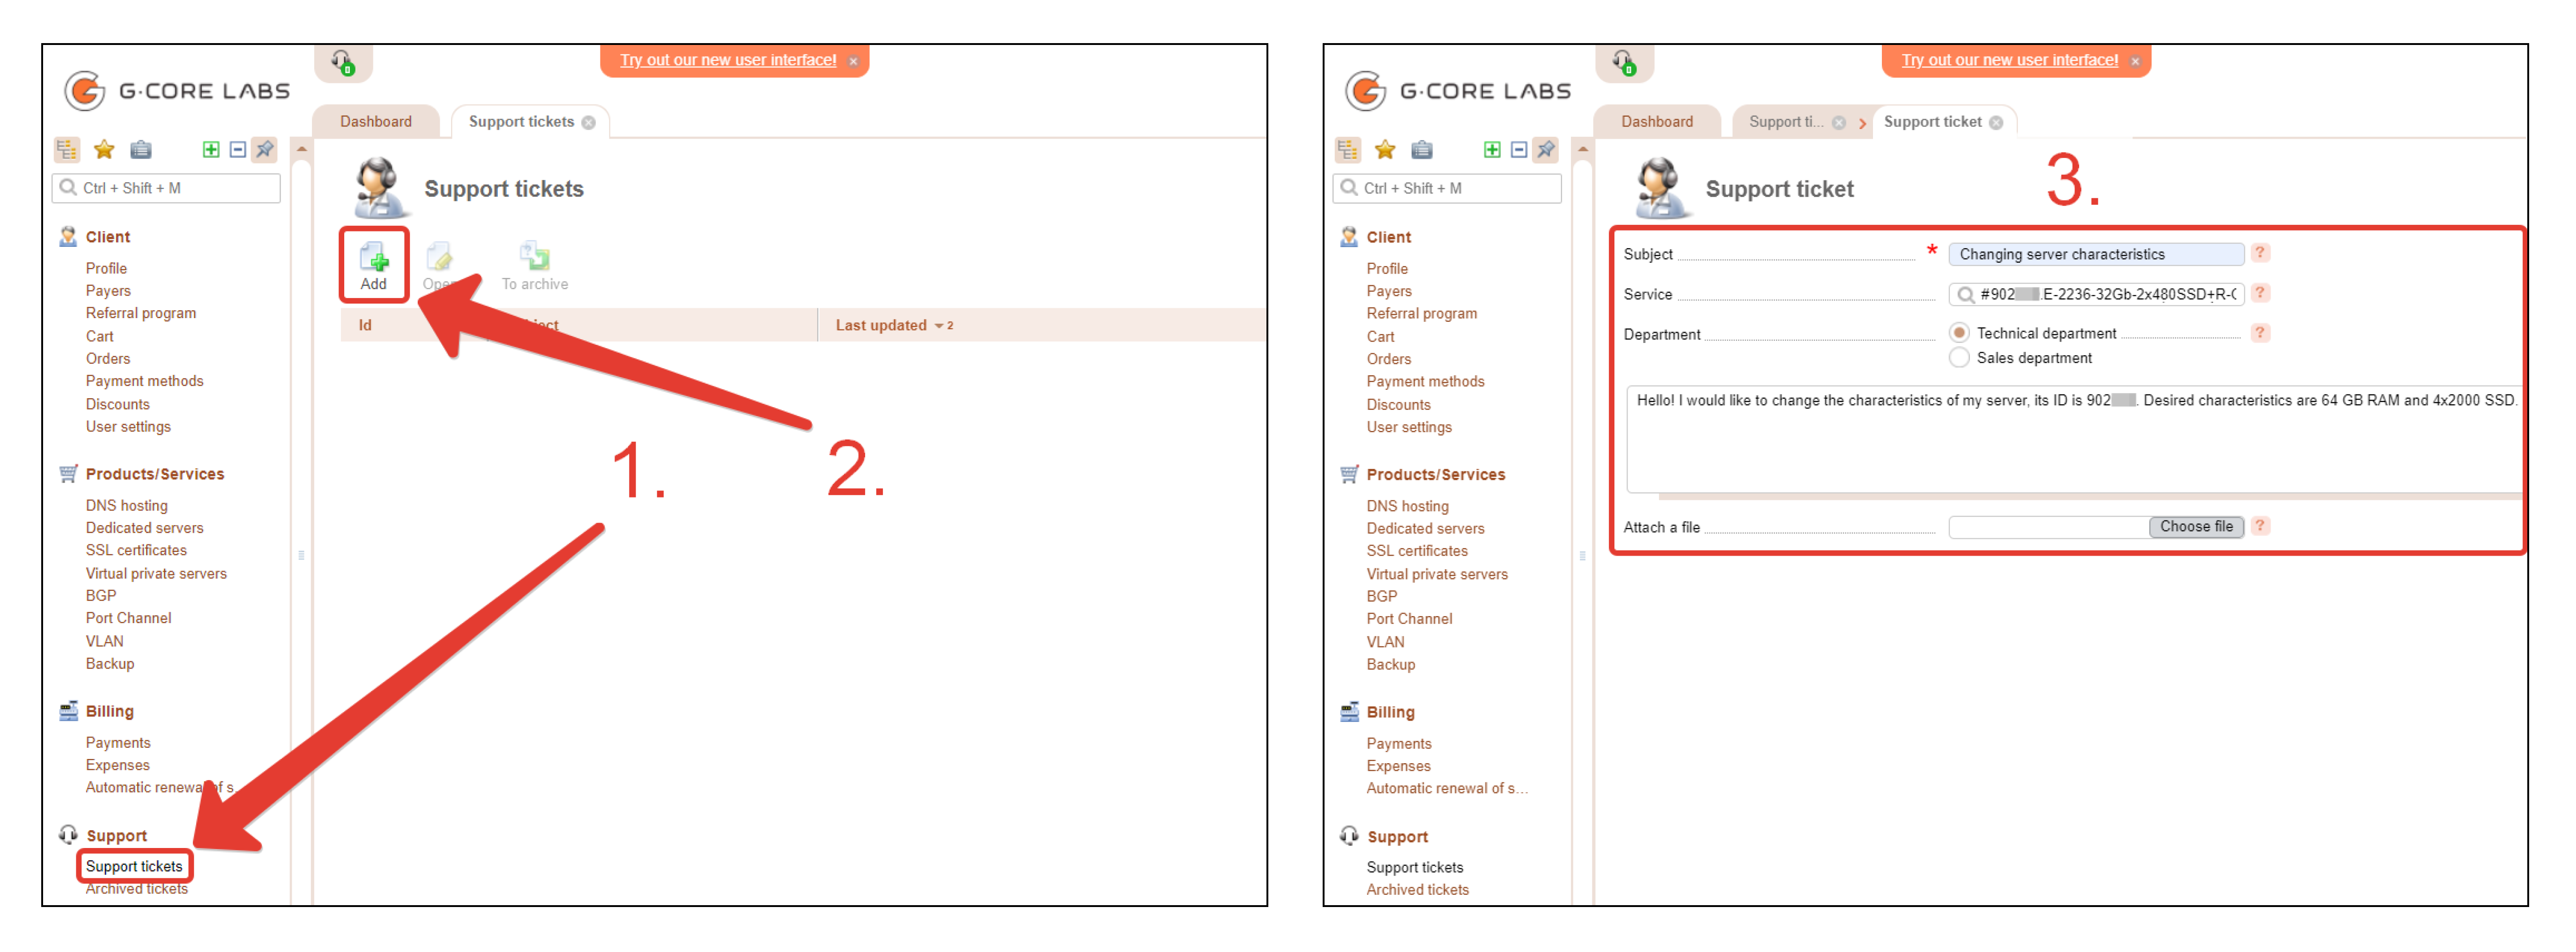 Try out our new user interface!
G·CORE LABS
Dashboard
Support tickets
Ctrl + Shift + M
Support tickets
Client
Profile
Payers
Referral program
Cart
Orders
Payment methods
Discounts
User settings
Add
To archive
Id
Last updated 2
1.
2.
Products/Services
DNS hosting
Dedicated servers
SSL certificates
Virtual private servers
BGP
Port Channel
VLAN
Backup
Billing
Payments
Expenses
Automatic renewal of s
Support
Support tickets
Archived tickets
Try out our new user interface!
G·CORE LABS
Dashboard
Support ti...
Support ticket
Ctrl + Shift + M
Support ticket
3.
Client
Profile
Payers
Referral program
Cart
Orders
Payment methods
Discounts
User settings
Products/Services
DNS hosting
Dedicated servers
SSL certificates
Virtual private servers
BGP
Port Channel
VLAN
Backup
Billing
Payments
Expenses
Automatic renewal of s...
Support
Support tickets
Archived tickets
Subject * Changing server characteristics ?
Service #902 .E-2236-32Gb-2x480SSD+R-C ?
Department Technical department ?
Sales department
Hello! I would like to change the characteristics of my server, its ID is 902 . Desired characteristics are 64 GB RAM and 4x2000 SSD.
Attach a file Choose file ?